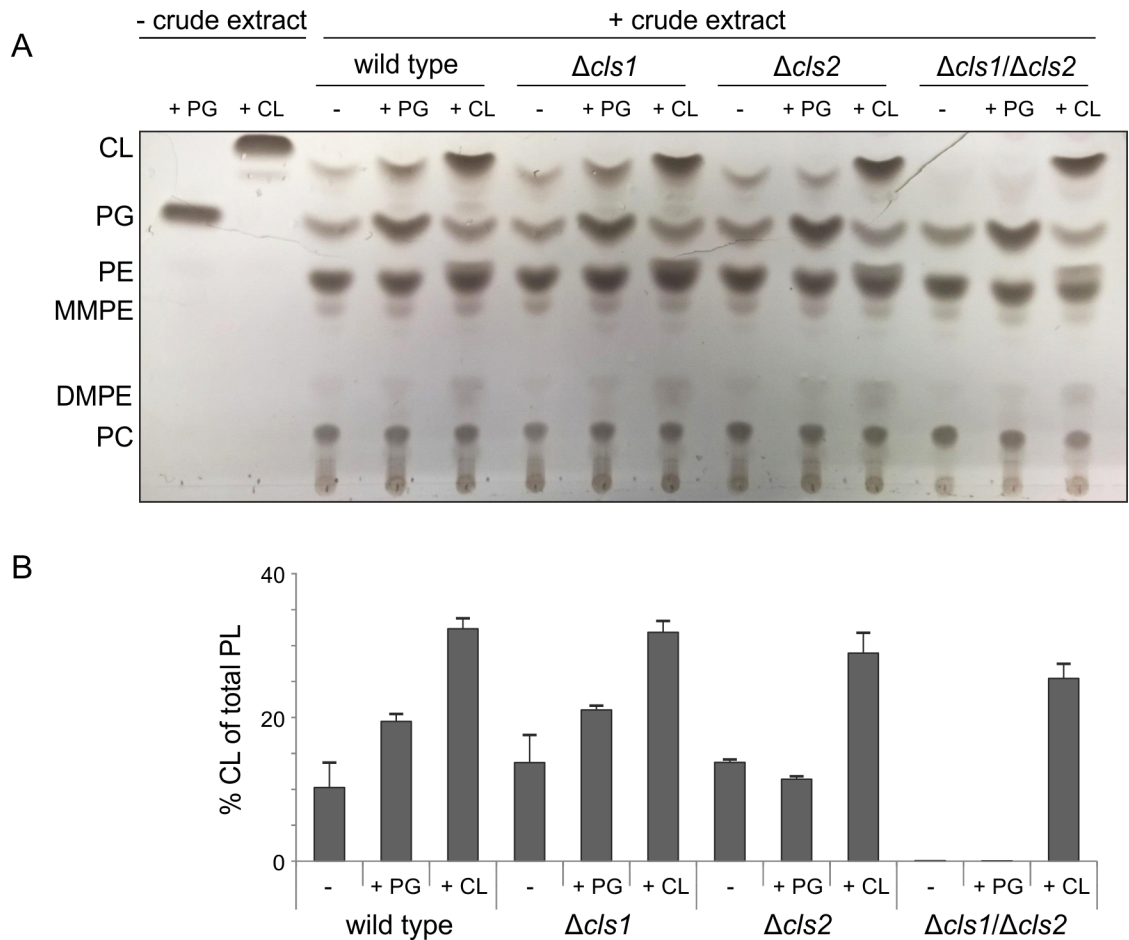 A
- crude extract + crude extract
wild type Δcls1 Δcls2 Δcls1/Δcls2
+ PG + CL - + PG + CL - + PG + CL - + PG + CL - + PG + CL
CL
PG
PE
MMPE
DMPE
PC
B
% CL of total PL
40
20
0
- + PG + CL - + PG + CL - + PG + CL - + PG + CL
wild type Δcls1 Δcls2 Δcls1/Δcls2